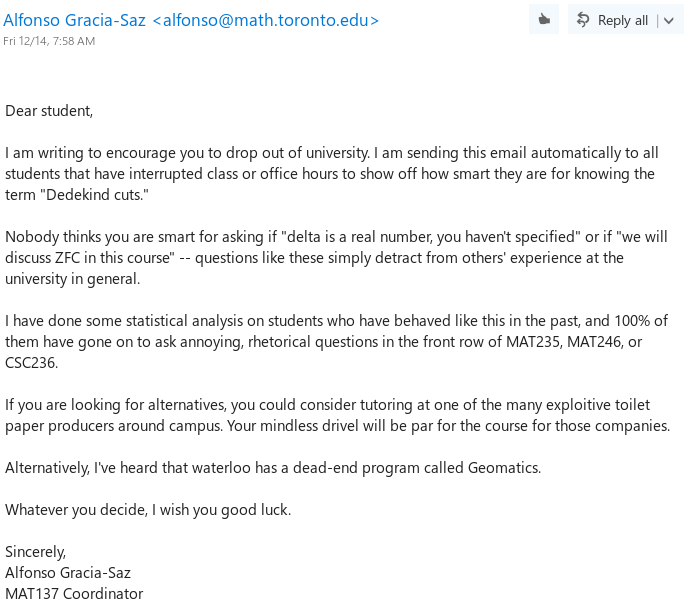 Alfonso Gracia-Saz <alfonso@math.toronto.edu>
Reply all
Fri 12/14, 7:58 AM
Dear student,
I am writing to encourage you to drop out of university. I am sending this email automatically to all
students that have interrupted class or office hours to show off how smart they are for knowing the
term "Dedekind cuts."
Nobody thinks you are smart for asking if "delta is a real number, you haven't specified" or if "we will
discuss ZFC in this course" -- questions like these simply detract from others' experience at the
university in general.
I have done some statistical analysis on students who have behaved like this in the past, and 100% of
them have gone on to ask annoying, rhetorical questions in the front row of MAT235, MAT246, or
CSC236.
If you are looking for alternatives, you could consider tutoring at one of the many exploitive toilet
paper producers around campus. Your mindless drivel will be par for the course for those companies.
Alternatively, I've heard that waterloo has a dead-end program called Geomatics.
Whatever you decide, I wish you good luck.
Sincerely,
Alfonso Gracia-Saz
MAT137 Coordinator